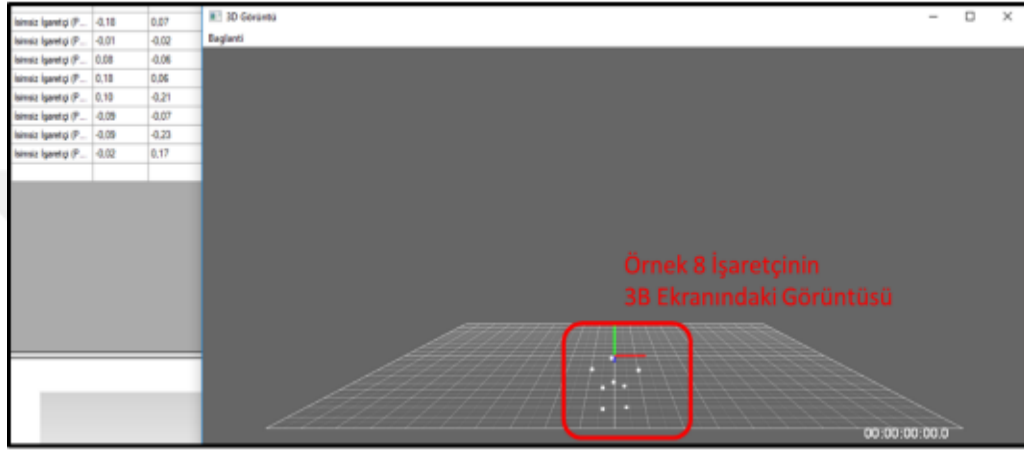 İsimsiz İşaretçi (P... -0,18 0,07
İsimsiz İşaretçi (P... -0,01 -0,02
İsimsiz İşaretçi (P... 0,08 -0,06
İsimsiz İşaretçi (P... 0,18 0,06
İsimsiz İşaretçi (P... 0,10 -0,21
İsimsiz İşaretçi (P... -0,09 -0,07
İsimsiz İşaretçi (P... -0,09 -0,23
İsimsiz İşaretçi (P... -0,02 0,17
3D Görüntü
Baglanti
Örnek 8 İşaretçinin
3B Ekranındaki Görüntüsü
00:00:00:00.0